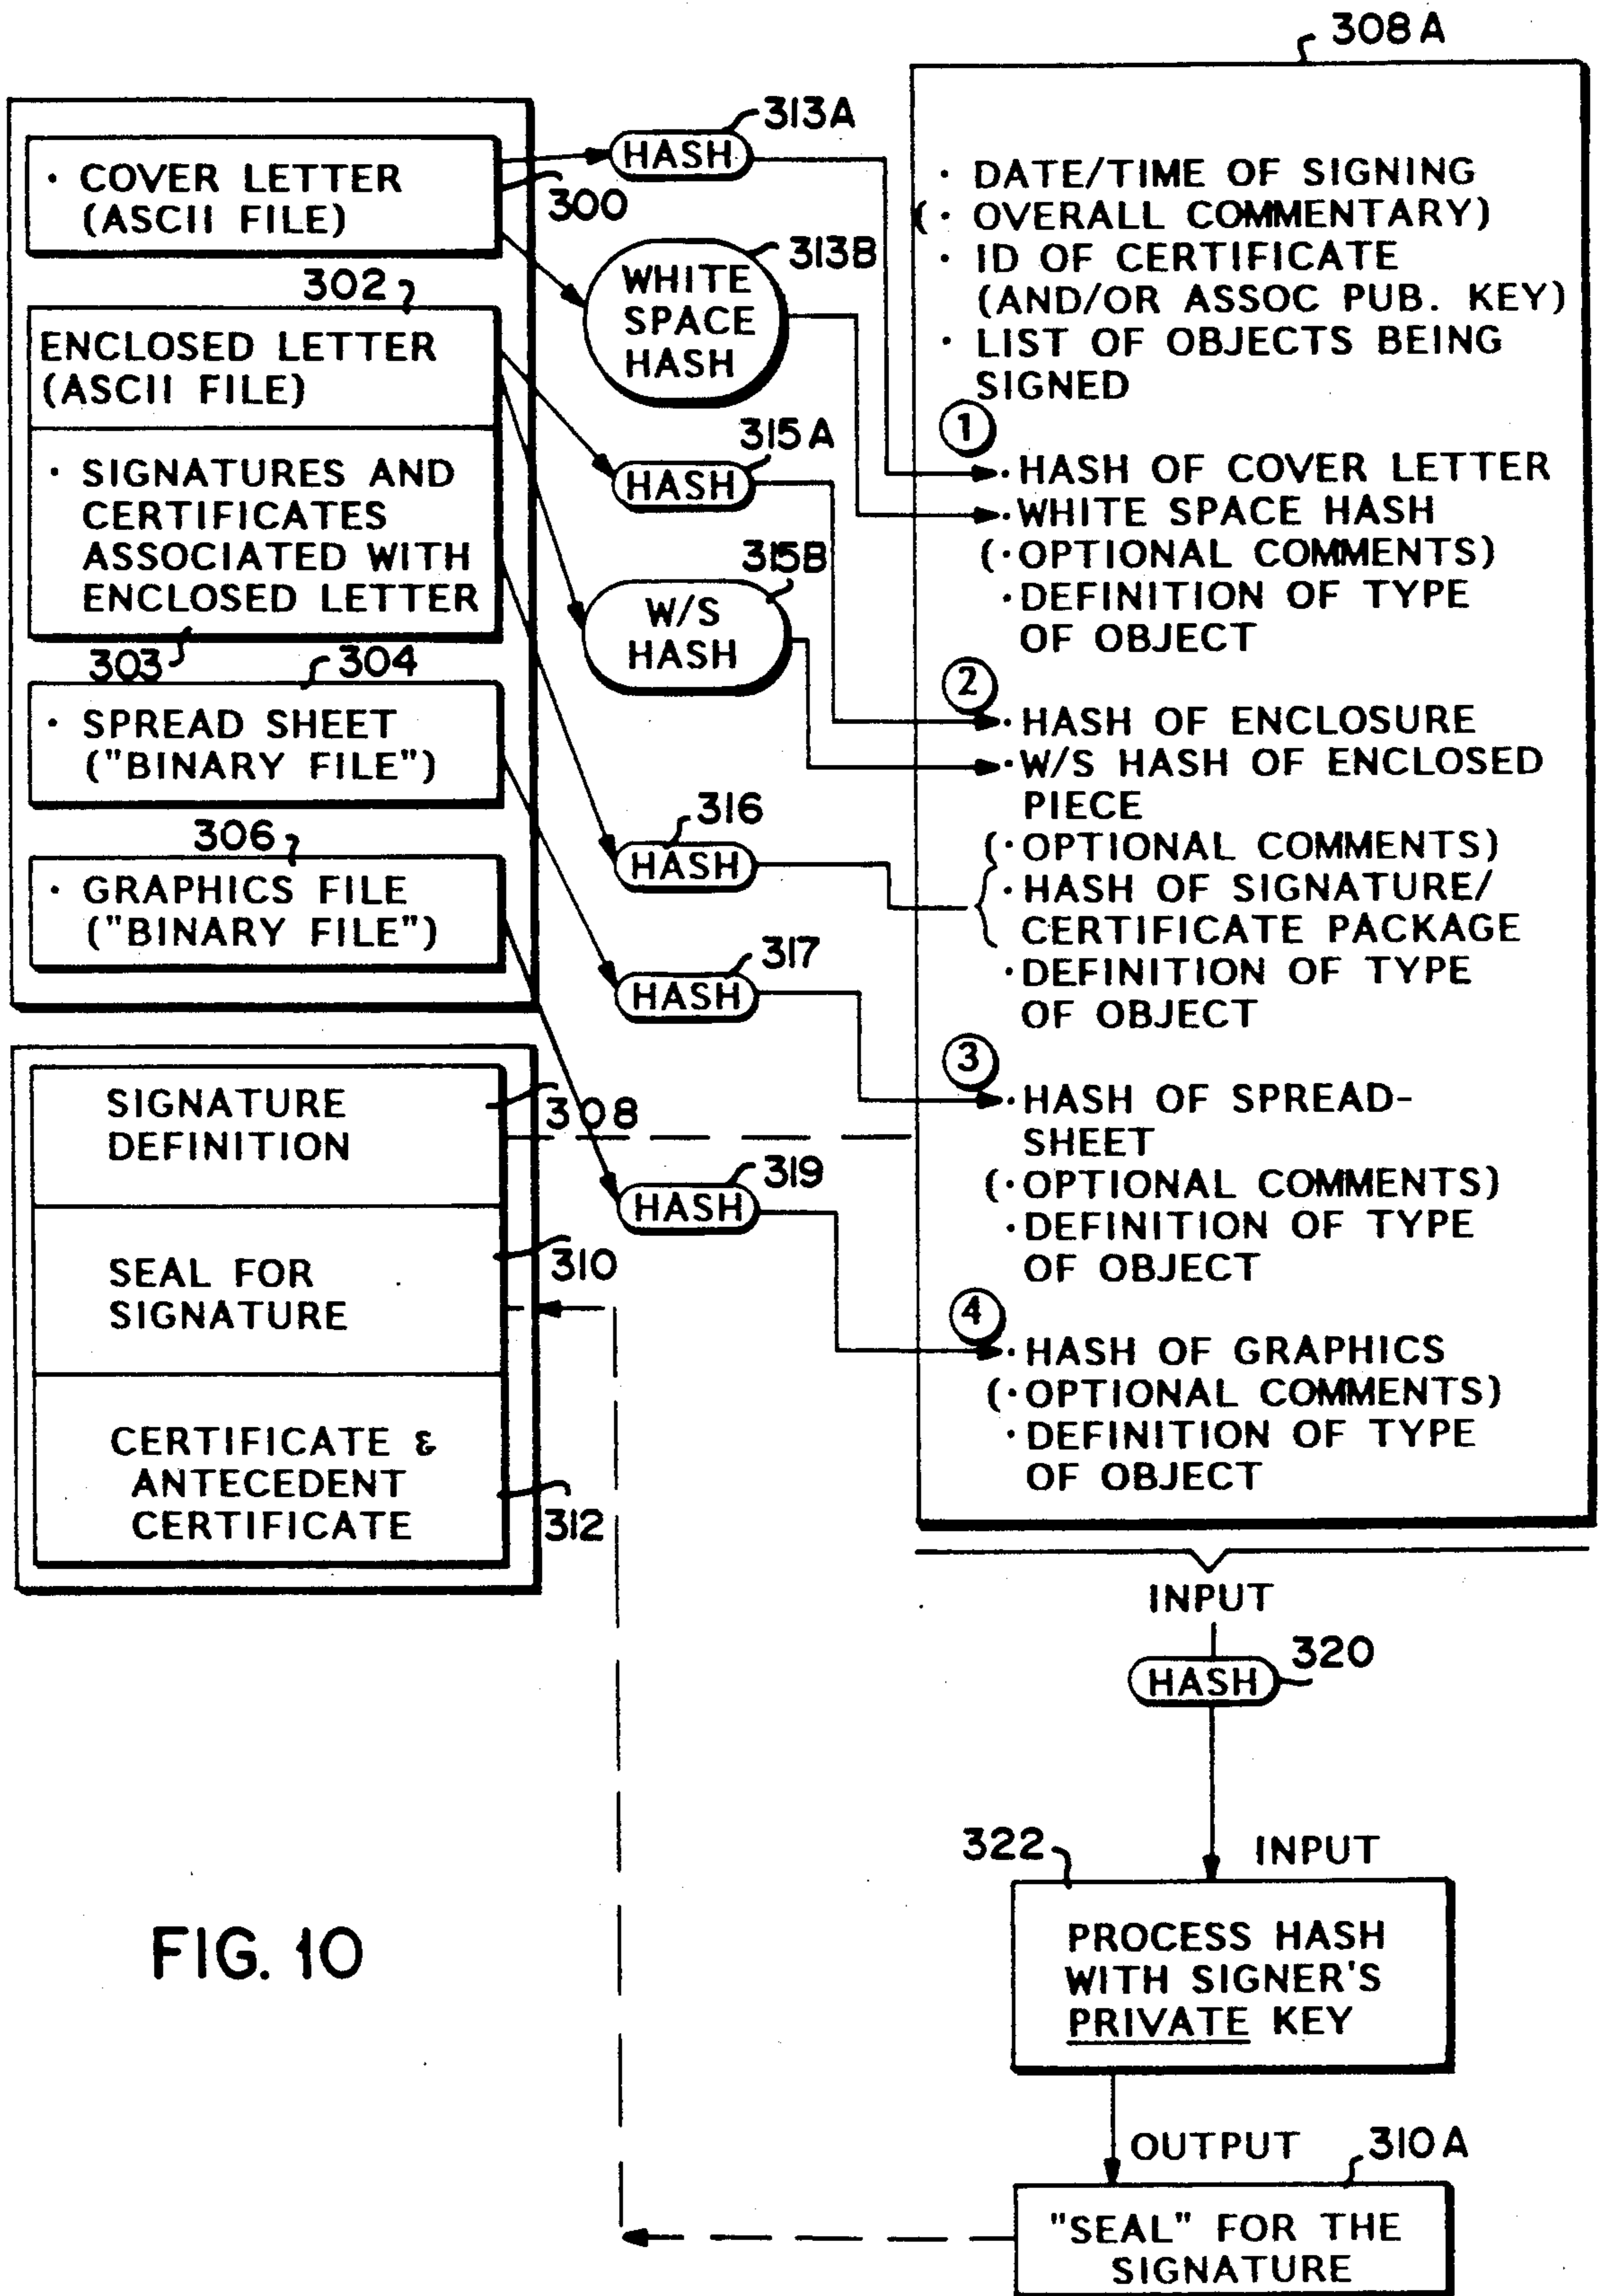 308A
313A
HASH
· COVER LETTER
(ASCII FILE)
300
313B
WHITE
SPACE
HASH
302
ENCLOSED LETTER
(ASCII FILE)
315A
HASH
· SIGNATURES AND
CERTIFICATES
ASSOCIATED WITH
ENCLOSED LETTER
303
315B
W/S
HASH
304
· SPREAD SHEET
("BINARY FILE")
316
HASH
306
· GRAPHICS FILE
("BINARY FILE")
317
HASH
SIGNATURE
DEFINITION
308
319
HASH
SEAL FOR
SIGNATURE
310
CERTIFICATE &
ANTECEDENT
CERTIFICATE
312
· DATE/TIME OF SIGNING
(· OVERALL COMMENTARY)
· ID OF CERTIFICATE
(AND/OR ASSOC PUB. KEY)
· LIST OF OBJECTS BEING
SIGNED
1
· HASH OF COVER LETTER
· WHITE SPACE HASH
(· OPTIONAL COMMENTS)
· DEFINITION OF TYPE
OF OBJECT
2
· HASH OF ENCLOSURE
· W/S HASH OF ENCLOSED
PIECE
(· OPTIONAL COMMENTS)
· HASH OF SIGNATURE/
CERTIFICATE PACKAGE
· DEFINITION OF TYPE
OF OBJECT
3
· HASH OF SPREAD-
SHEET
(· OPTIONAL COMMENTS)
· DEFINITION OF TYPE
OF OBJECT
4
· HASH OF GRAPHICS
(· OPTIONAL COMMENTS)
· DEFINITION OF TYPE
OF OBJECT
INPUT
HASH
320
322
INPUT
PROCESS HASH
WITH SIGNER'S
PRIVATE KEY
OUTPUT
310A
"SEAL" FOR THE
SIGNATURE
FIG. 10